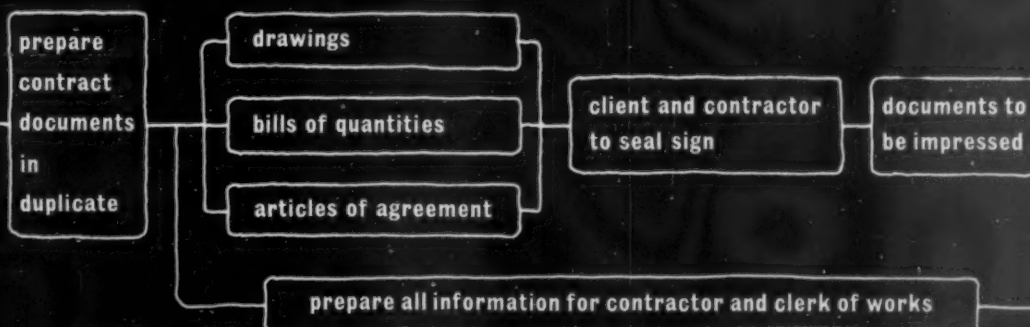 prepare
contract
documents
in
duplicate
drawings
bills of quantities
articles of agreement
client and contractor
to seal sign
documents to
be impressed
prepare all information for contractor and clerk of works